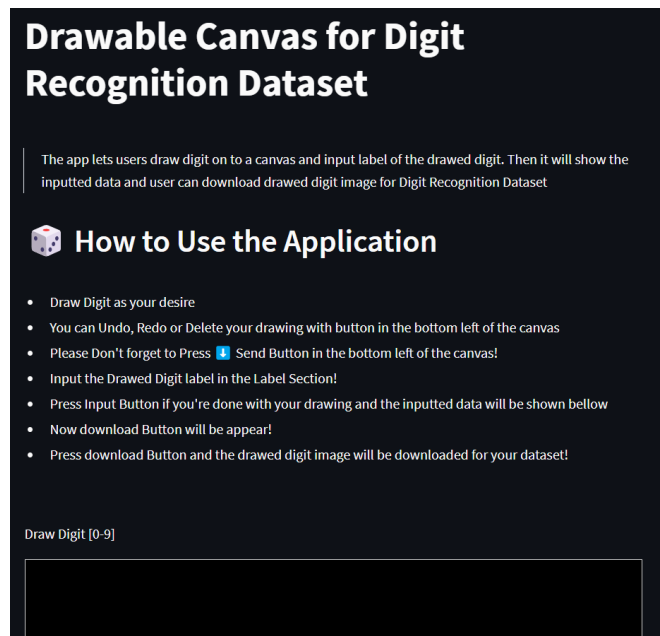 Drawable Canvas for Digit
Recognition Dataset
The app lets users draw digit on to a canvas and input label of the drawed digit. Then it will show the
inputted data and user can download drawed digit image for Digit Recognition Dataset
🎲 How to Use the Application
• Draw Digit as your desire
• You can Undo, Redo or Delete your drawing with button in the bottom left of the canvas
• Please Don't forget to Press ⬇️ Send Button in the bottom left of the canvas!
• Input the Drawed Digit label in the Label Section!
• Press Input Button if you're done with your drawing and the inputted data will be shown bellow
• Now download Button will be appear!
• Press download Button and the drawed digit image will be downloaded for your dataset!
Draw Digit [0-9]